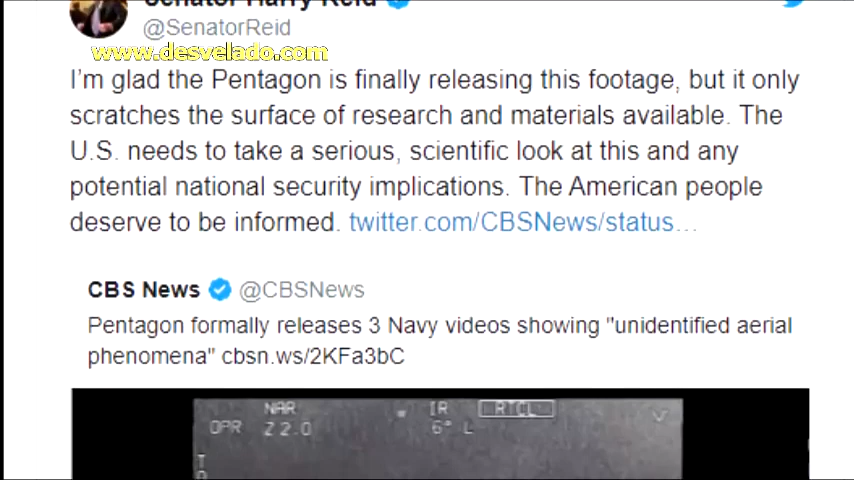 Senator Harry Reid
@SenatorReid
www.desvelado.com
I'm glad the Pentagon is finally releasing this footage, but it only
scratches the surface of research and materials available. The
U.S. needs to take a serious, scientific look at this and any
potential national security implications. The American people
deserve to be informed. twitter.com/CBSNews/status...
CBS News @CBSNews
Pentagon formally releases 3 Navy videos showing "unidentified aerial
phenomena" cbsn.ws/2KFa3bC
NAR IR RTCL
OPR Z 2.0 6° L